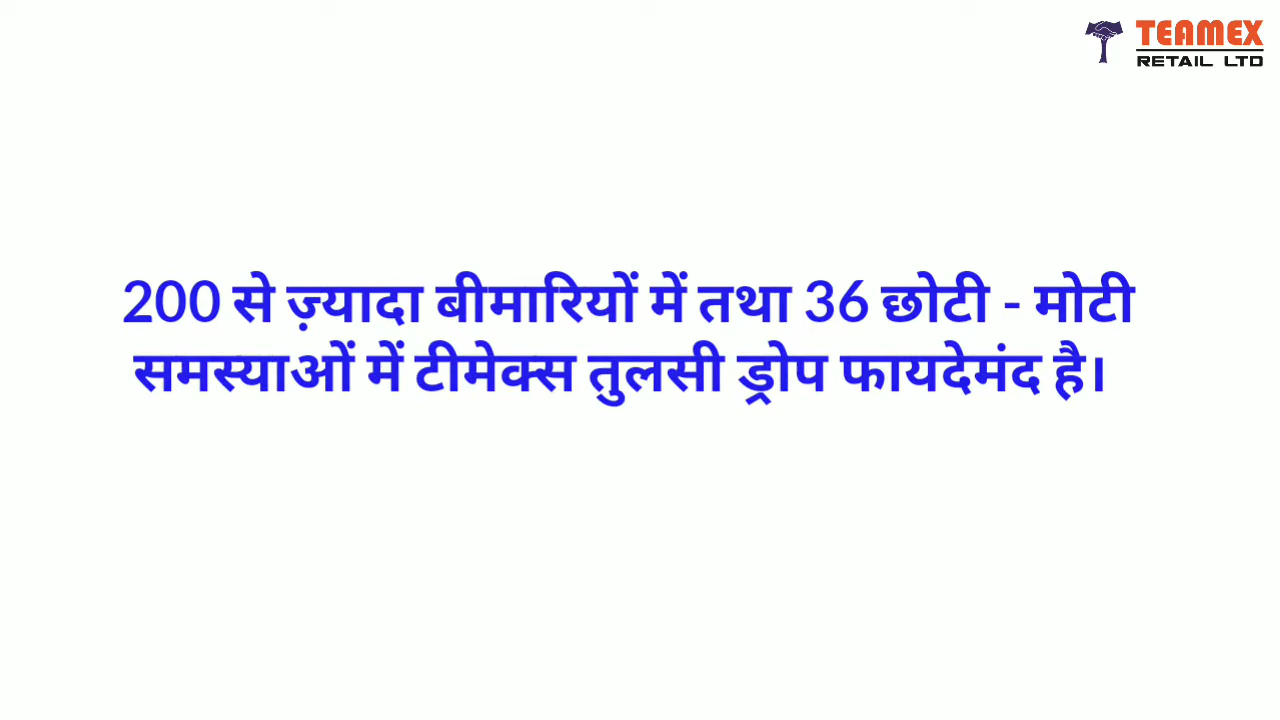 TEAMEX
RETAIL LTD
200 से ज़्यादा बीमारियों में तथा 36 छोटी - मोटी
समस्याओं में टीमेक्स तुलसी ड्रोप फायदेमंद है।